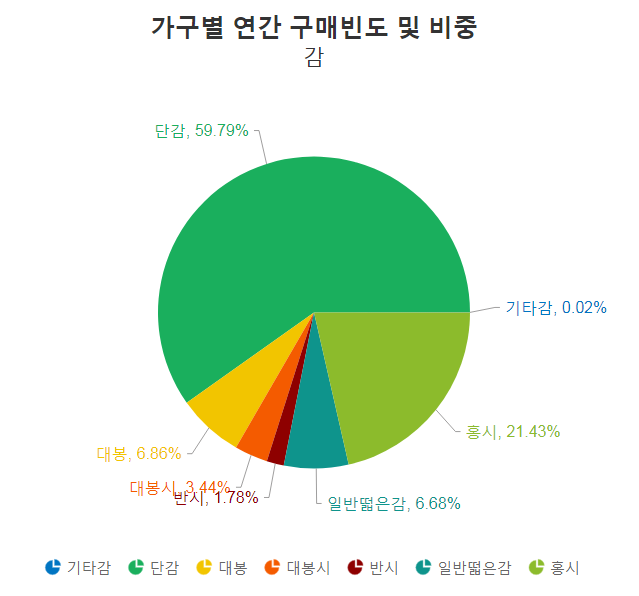 가구별 연간 구매빈도 및 비중
감
단감, 59.79%
기타감, 0.02%
홍시, 21.43%
대봉, 6.86%
대봉시, 3.44%
반시, 1.78%
일반떫은감, 6.68%
기타감 단감 대봉 대봉시 반시 일반떫은감 홍시